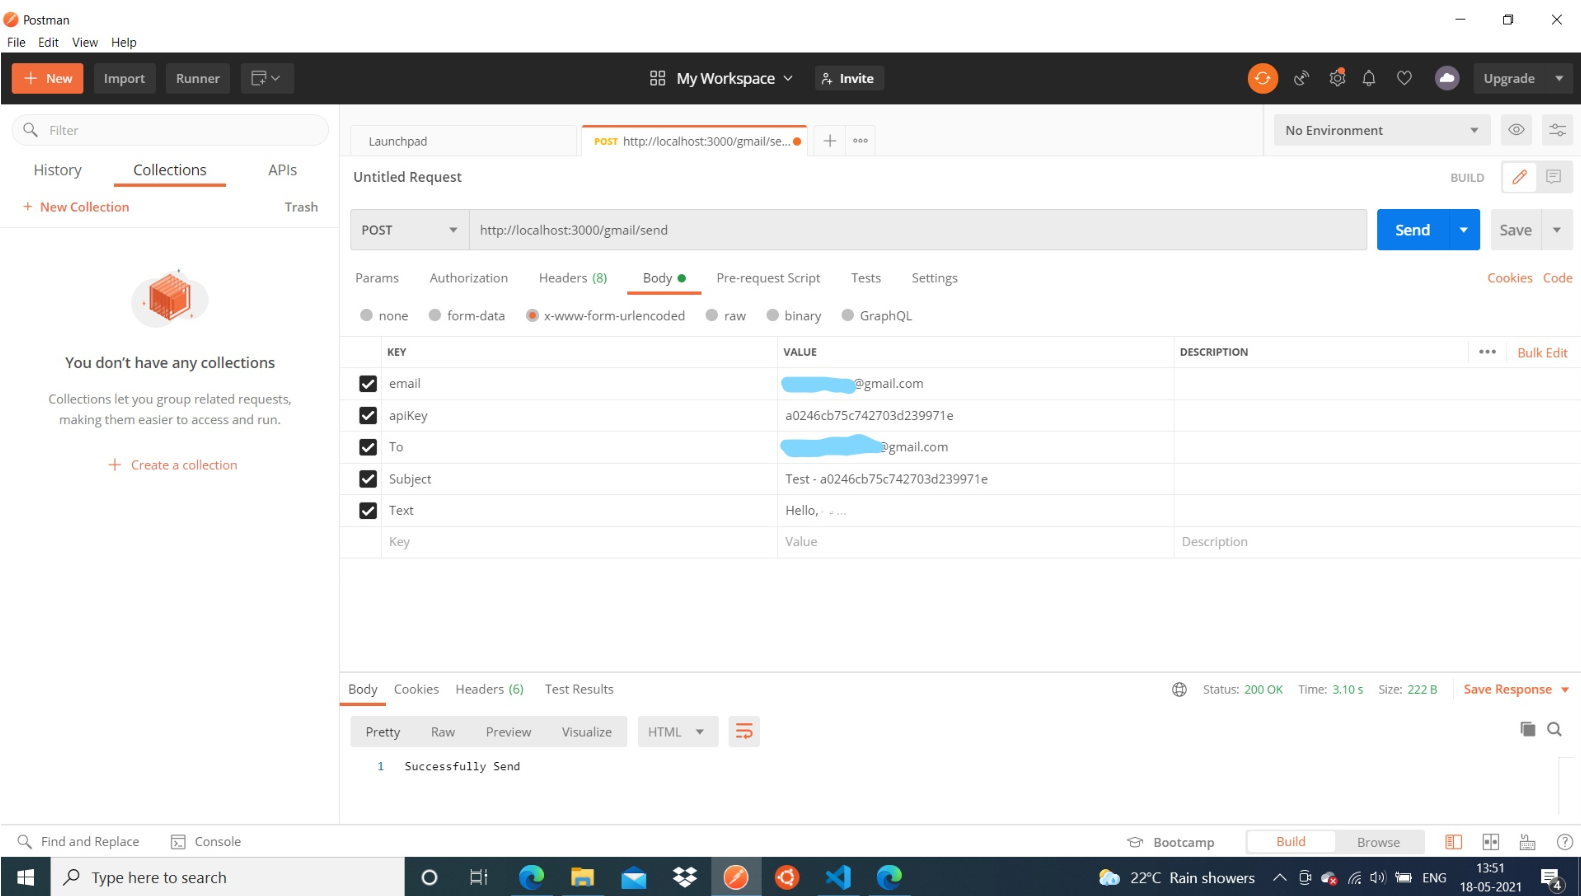 Postman
File Edit View Help
New Import Runner My Workspace Invite Upgrade
Filter
History Collections APIs
New Collection Trash
You don't have any collections
Collections let you group related requests,
making them easier to access and run.
Create a collection
Launchpad POST http://localhost:3000/gmail/se... No Environment
Untitled Request BUILD
POST http://localhost:3000/gmail/send Send Save
Params Authorization Headers (8) Body Pre-request Script Tests Settings Cookies Code
none form-data x-www-form-urlencoded raw binary GraphQL
KEY VALUE DESCRIPTION Bulk Edit
email @gmail.com
apiKey a0246cb75c742703d239971e
To @gmail.com
Subject Test - a0246cb75c742703d239971e
Text Hello,
Key Value Description
Body Cookies Headers (6) Test Results Status: 200 OK Time: 3.10 s Size: 222 B Save Response
Pretty Raw Preview Visualize HTML
1 Successfully Send
Find and Replace Console Bootcamp Build Browse
Type here to search 22°C Rain showers ENG 13:51
18-05-2021 4